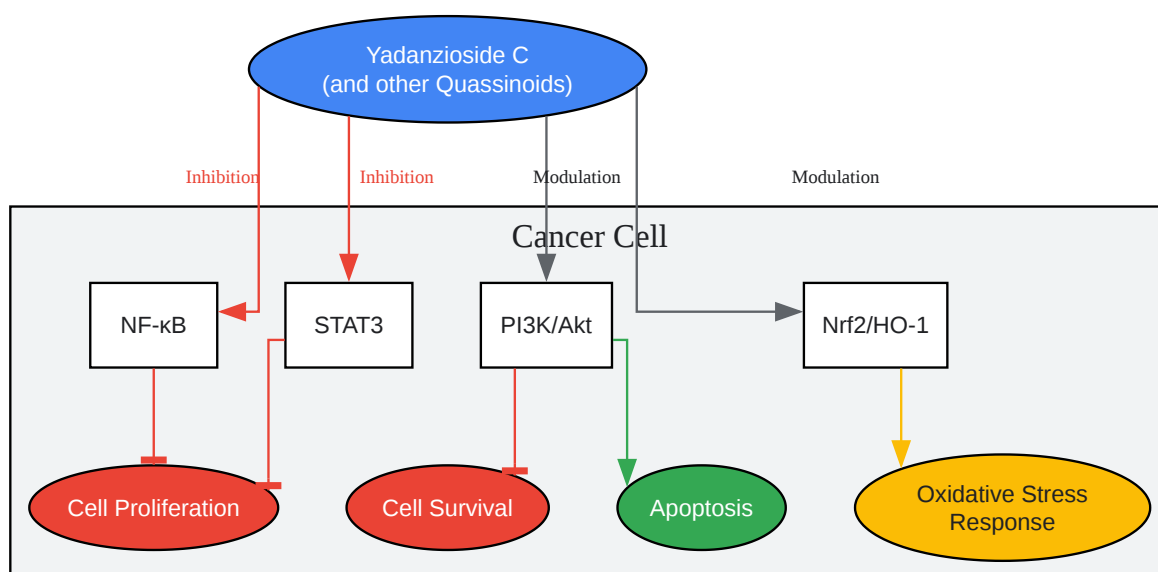 Yadanzioside C
(and other Quassinoids)
Inhibition
Inhibition
Modulation
Modulation
Cancer Cell
NF-κB
STAT3
PI3K/Akt
Nrf2/HO-1
Cell Proliferation
Cell Survival
Apoptosis
Oxidative Stress
Response